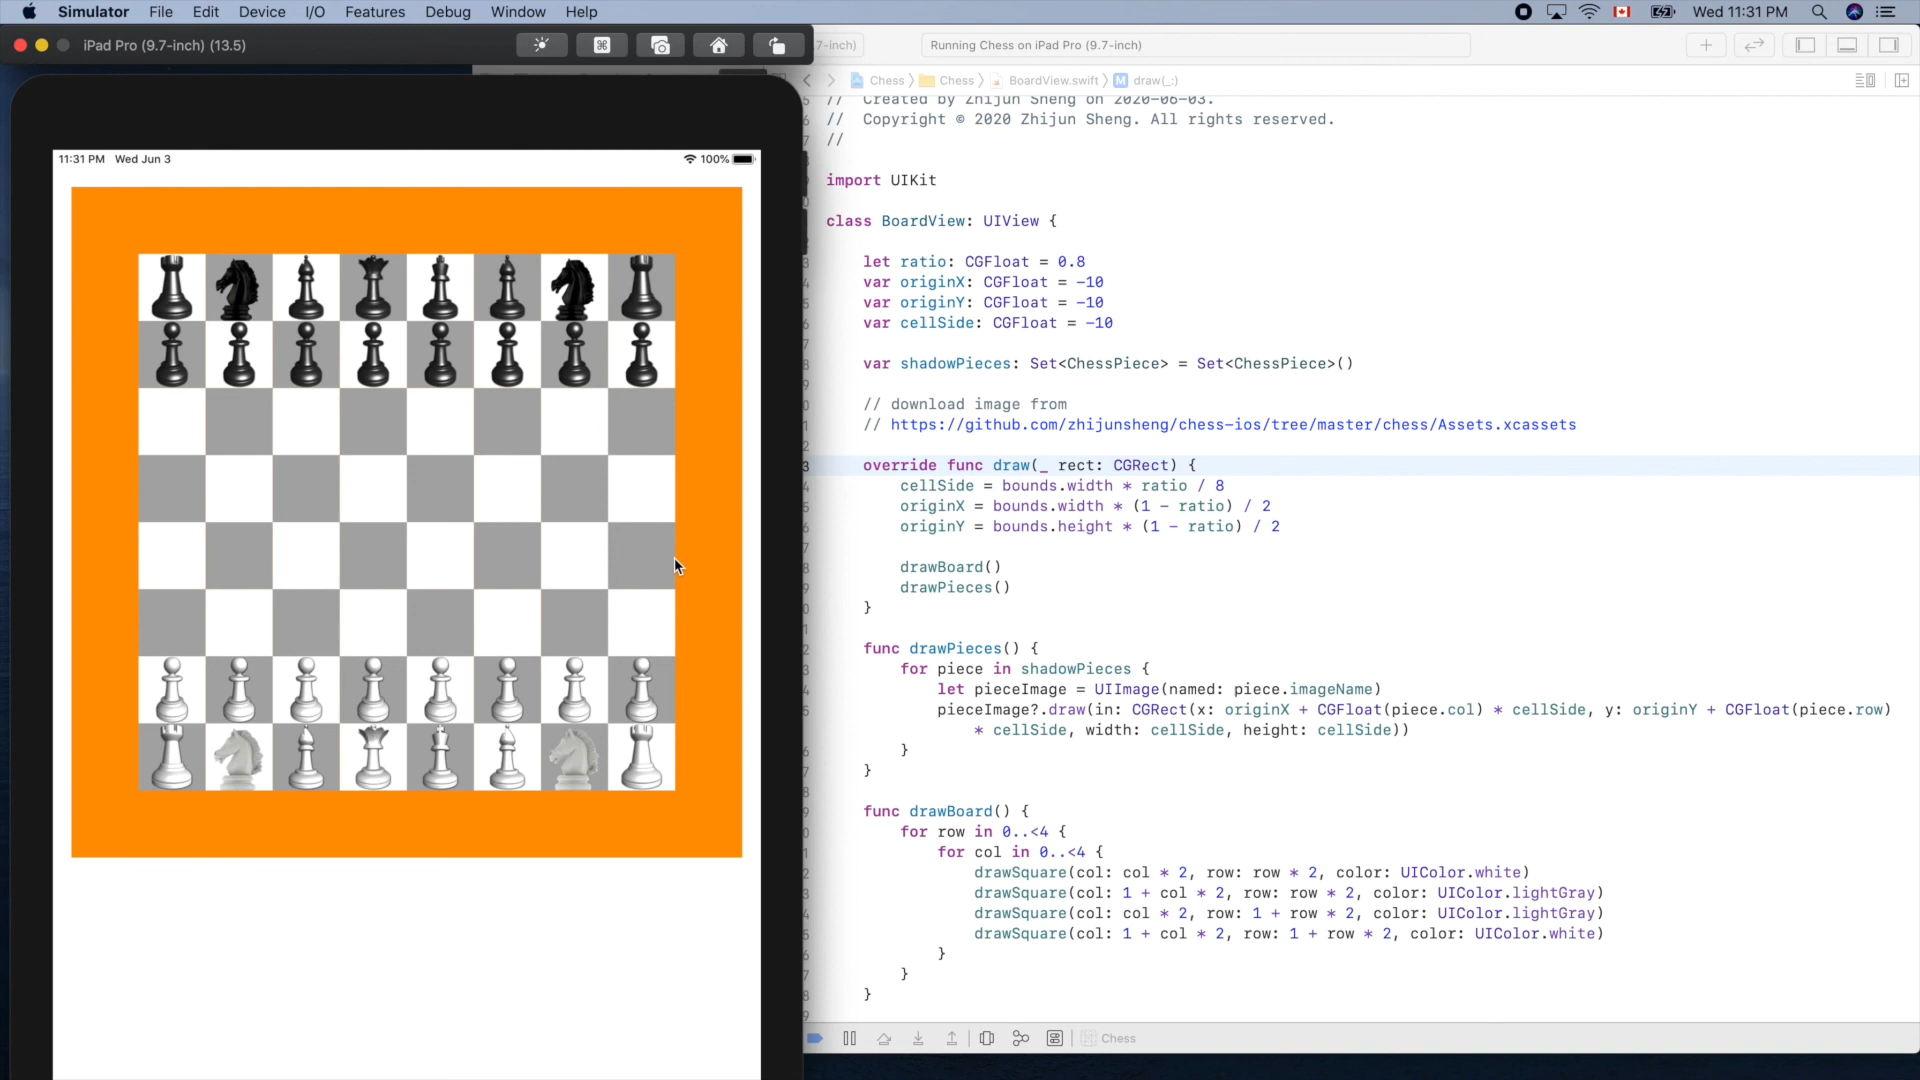 Simulator File Edit Device I/O Features Debug Window Help Wed 11:31 PM
iPad Pro (9.7-inch) (13.5)
7-inch) Running Chess on iPad Pro (9.7-inch)
Chess Chess BoardView.swift M draw(_:)
11:31 PM Wed Jun 3 100%
// Created by Zhijun Sheng on 2020-06-03.
// Copyright © 2020 Zhijun Sheng. All rights reserved.
//
import UIKit
class BoardView: UIView {
let ratio: CGFloat = 0.8
var originX: CGFloat = -10
var originY: CGFloat = -10
var cellSide: CGFloat = -10
var shadowPieces: Set<ChessPiece> = Set<ChessPiece>()
// download image from
// https://github.com/zhijunsheng/chess-ios/tree/master/chess/Assets.xcassets
override func draw(_ rect: CGRect) {
cellSide = bounds.width * ratio / 8
originX = bounds.width * (1 - ratio) / 2
originY = bounds.height * (1 - ratio) / 2
drawBoard()
drawPieces()
}
func drawPieces() {
for piece in shadowPieces {
let pieceImage = UIImage(named: piece.imageName)
pieceImage?.draw(in: CGRect(x: originX + CGFloat(piece.col) * cellSide, y: originY + CGFloat(piece.row)
* cellSide, width: cellSide, height: cellSide))
}
}
func drawBoard() {
for row in 0..<4 {
for col in 0..<4 {
drawSquare(col: col * 2, row: row * 2, color: UIColor.white)
drawSquare(col: 1 + col * 2, row: row * 2, color: UIColor.lightGray)
drawSquare(col: col * 2, row: 1 + row * 2, color: UIColor.lightGray)
drawSquare(col: 1 + col * 2, row: 1 + row * 2, color: UIColor.white)
}
}
}
Chess